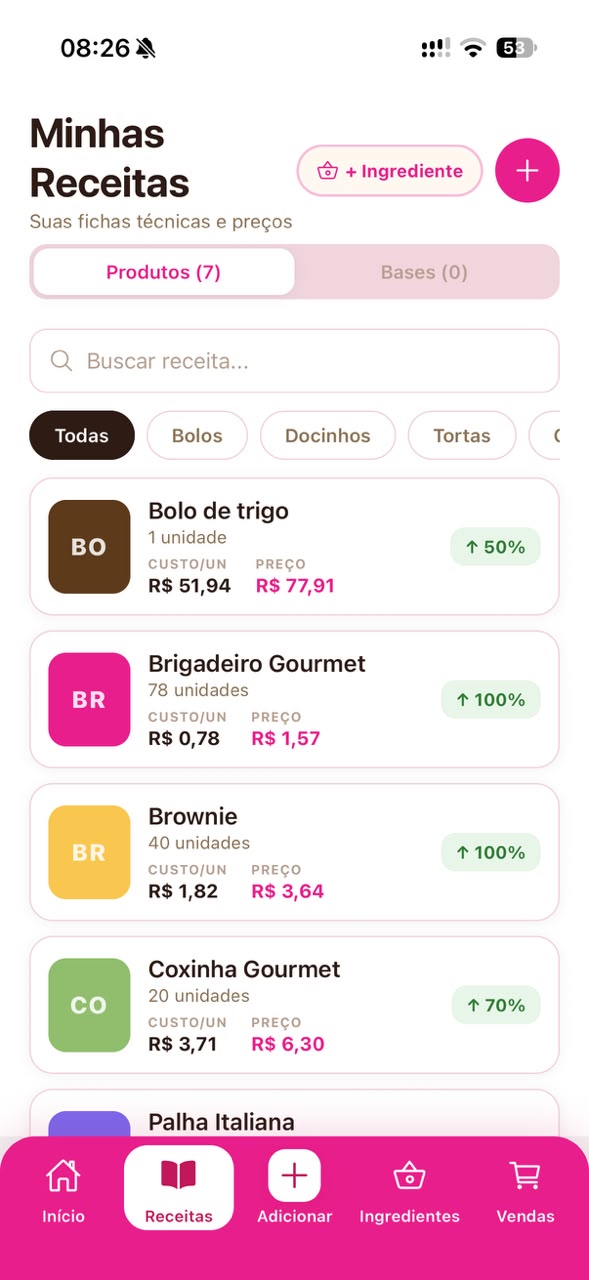 08:26
53
Minhas
Receitas
+ Ingrediente
Suas fichas técnicas e preços
Produtos (7)
Bases (0)
Buscar receita...
Todas
Bolos
Docinhos
Tortas
BO
Bolo de trigo
1 unidade
CUSTO/UN PREÇO
R$ 51,94 R$ 77,91
↑ 50%
BR
Brigadeiro Gourmet
78 unidades
CUSTO/UN PREÇO
R$ 0,78 R$ 1,57
↑ 100%
BR
Brownie
40 unidades
CUSTO/UN PREÇO
R$ 1,82 R$ 3,64
↑ 100%
CO
Coxinha Gourmet
20 unidades
CUSTO/UN PREÇO
R$ 3,71 R$ 6,30
↑ 70%
Palha Italiana
Início
Receitas
Adicionar
Ingredientes
Vendas